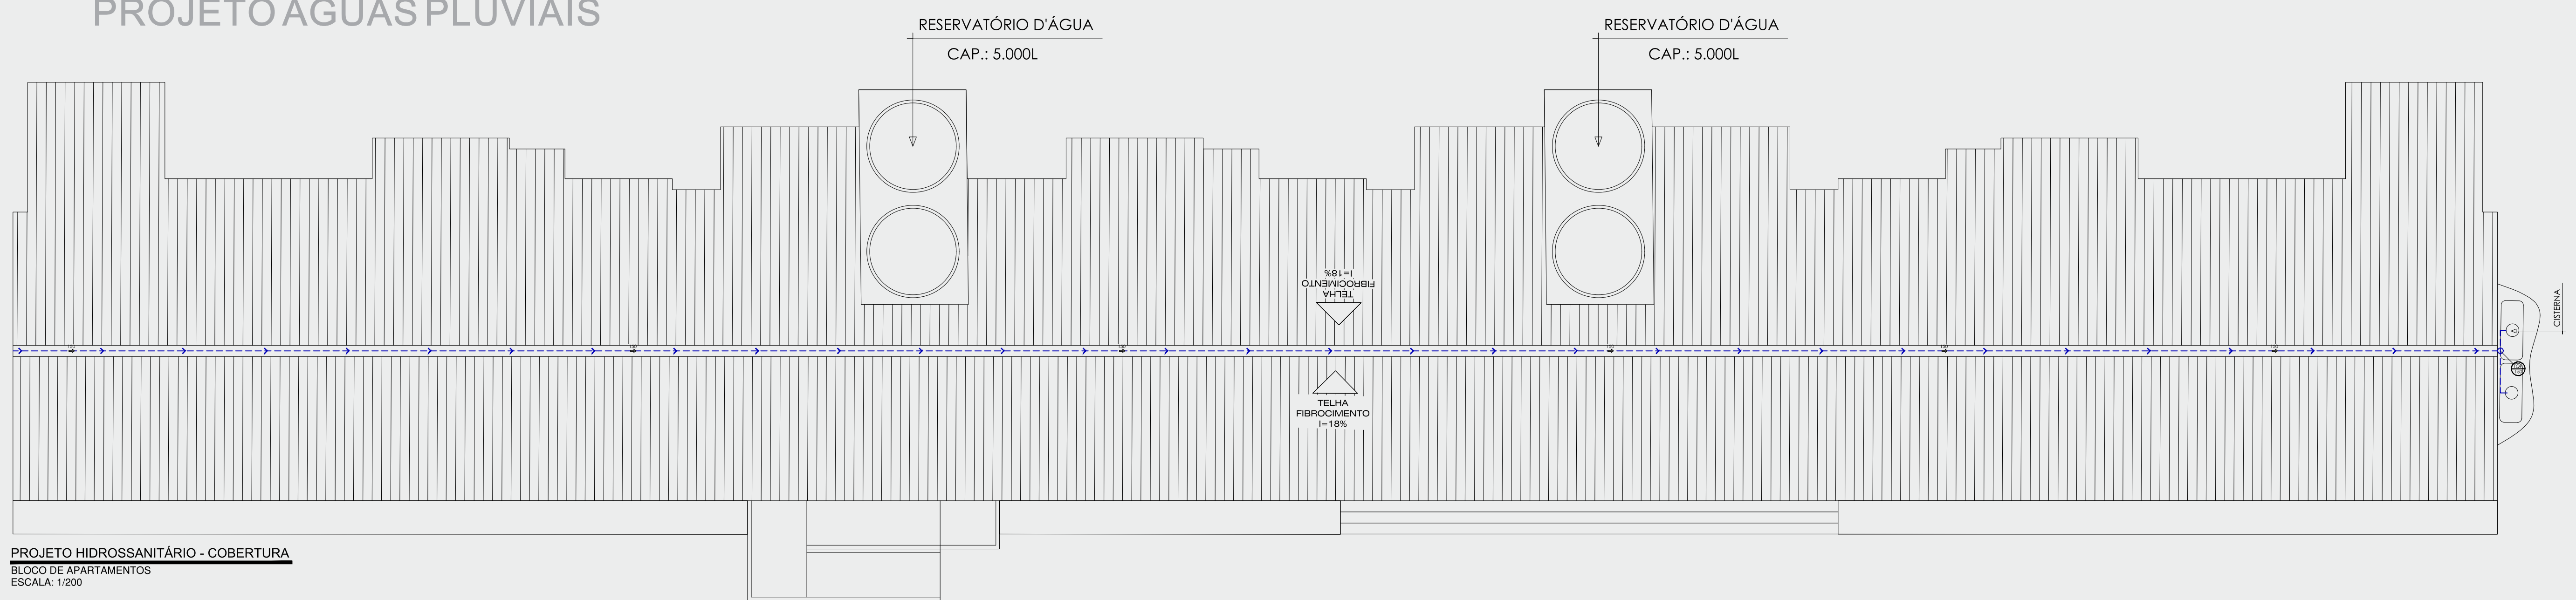 PROJETO AGUAS PLUVIAIS
RESERVATÓRIO D'ÁGUA
CAP.: 5.000L
RESERVATÓRIO D'ÁGUA
CAP.: 5.000L
TELHA
FIBROCIMENTO
I=18%
TELHA
FIBROCIMENTO
I=18%
CISTERNA
PROJETO HIDROSSANITÁRIO - COBERTURA
BLOCO DE APARTAMENTOS
ESCALA: 1/200